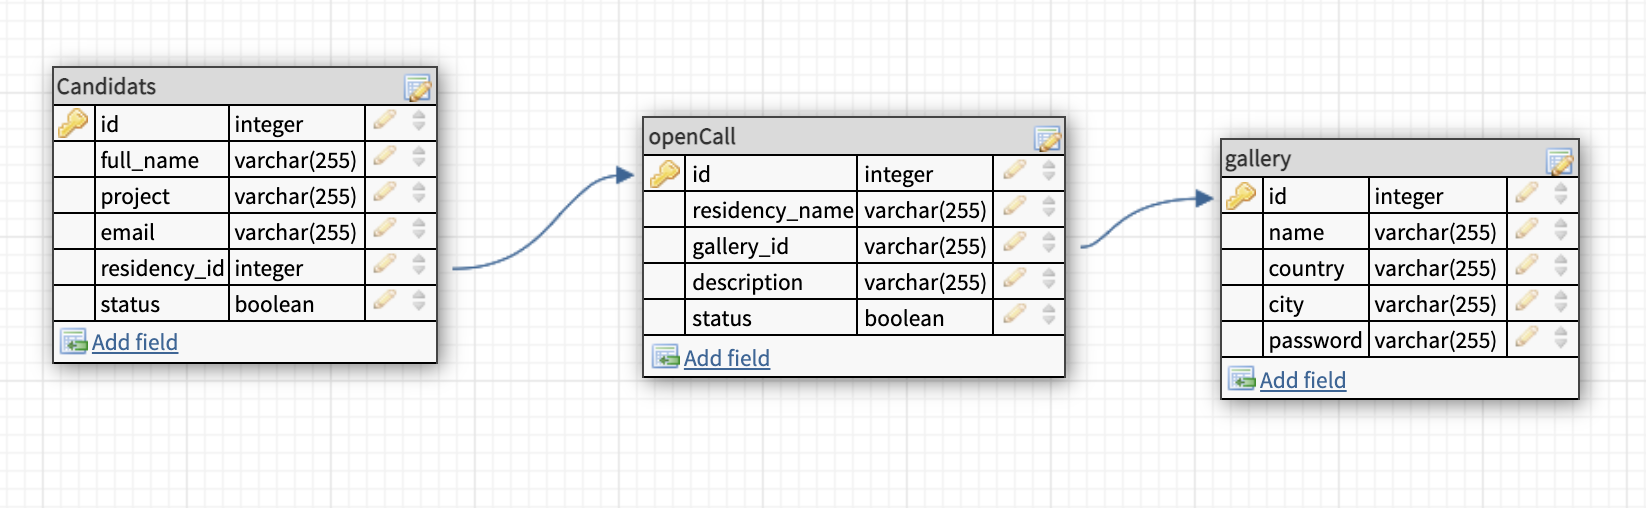 Candidats
id integer
full_name varchar(255)
project varchar(255)
email varchar(255)
residency_id integer
status boolean
Add field
openCall
id integer
residency_name varchar(255)
gallery_id varchar(255)
description varchar(255)
status boolean
Add field
gallery
id integer
name varchar(255)
country varchar(255)
city varchar(255)
password varchar(255)
Add field